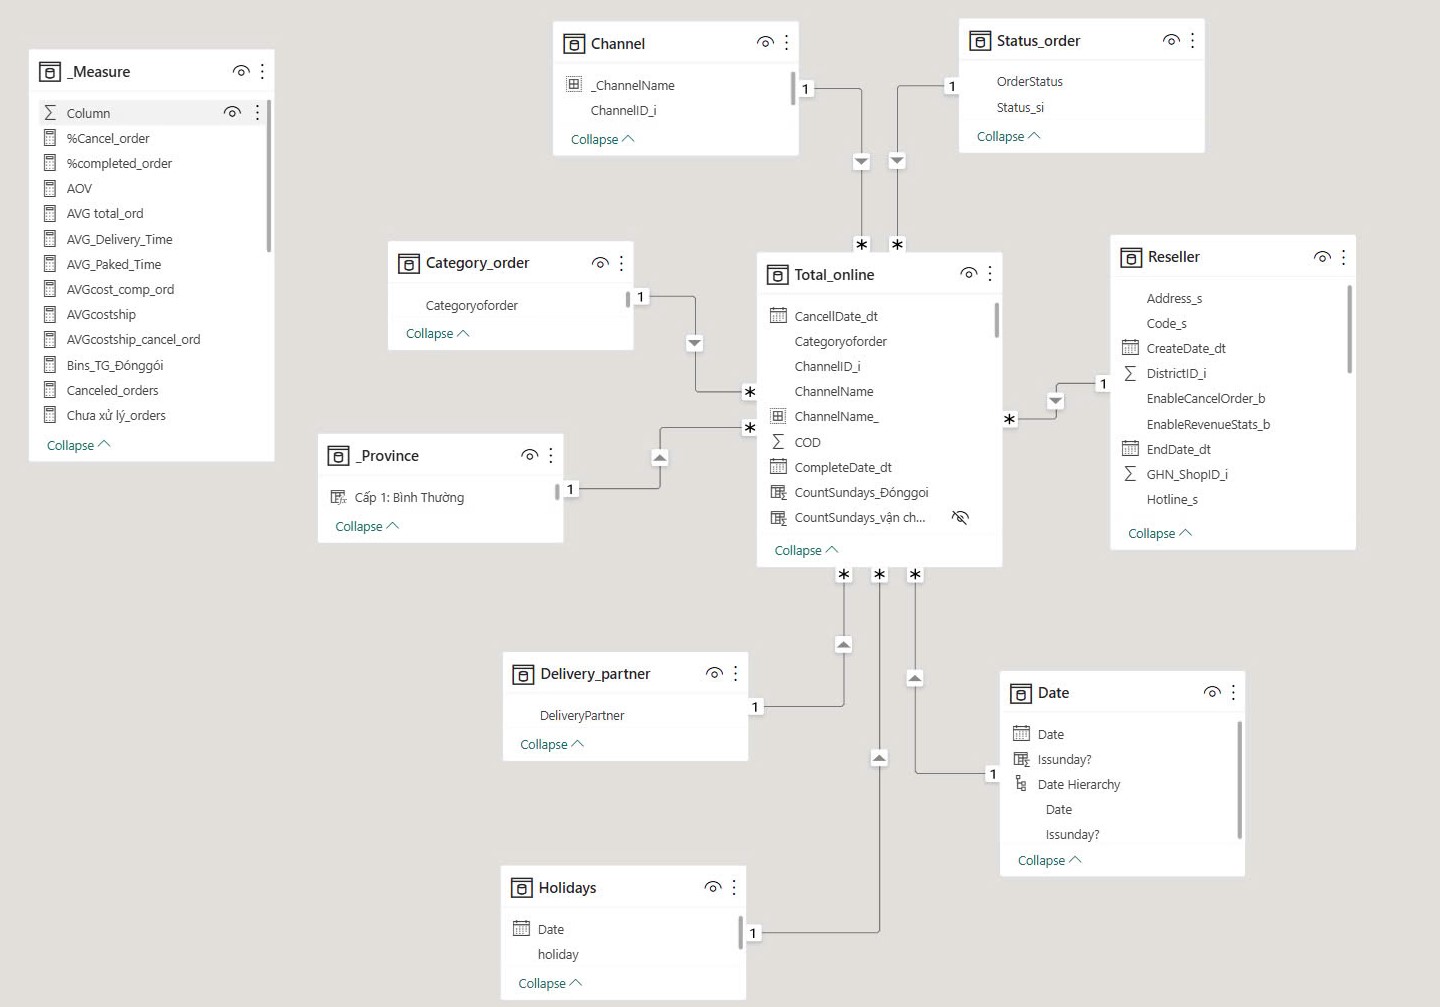 _Measure
Column
%Cancel_order
%completed_order
AOV
AVG total_ord
AVG_Delivery_Time
AVG_Paked_Time
AVGcost_comp_ord
AVGcostship
AVGcostship_cancel_ord
Bins_TG_Đónggói
Canceled_orders
Chưa xử lý_orders
Collapse
Channel
_ChannelName
ChannelID_i
Collapse
1
Status_order
OrderStatus
Status_si
Collapse
1
Category_order
Categoryoforder
Collapse
1
_Province
Cấp 1: Bình Thường
Collapse
1
Total_online
CancellDate_dt
Categoryoforder
ChannelID_i
ChannelName
ChannelName_
COD
CompleteDate_dt
CountSundays_Đónggoi
CountSundays_vận ch...
Collapse
*
*
*
*
*
*
*
*
Reseller
Address_s
Code_s
CreateDate_dt
DistrictID_i
EnableCancelOrder_b
EnableRevenueStats_b
EndDate_dt
GHN_ShopID_i
Hotline_s
Collapse
1
Delivery_partner
DeliveryPartner
Collapse
1
Date
Date
Issunday?
Date Hierarchy
Date
Issunday?
Collapse
1
Holidays
Date
holiday
Collapse
1